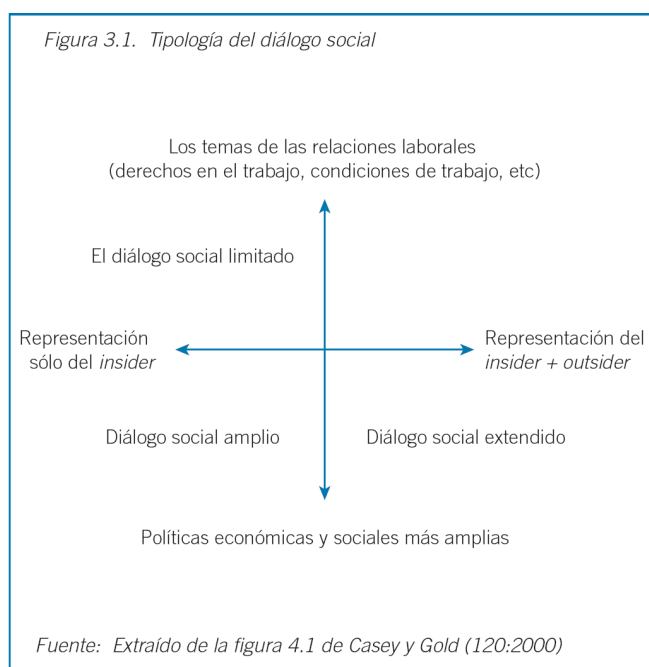 Figura 3.1. Tipología del diálogo social
Los temas de las relaciones laborales
(derechos en el trabajo, condiciones de trabajo, etc)
El diálogo social limitado
Representación
sólo del insider
Representación del
insider + outsider
Diálogo social amplio
Diálogo social extendido
Políticas económicas y sociales más amplias
Fuente: Extraído de la figura 4.1 de Casey y Gold (120:2000)